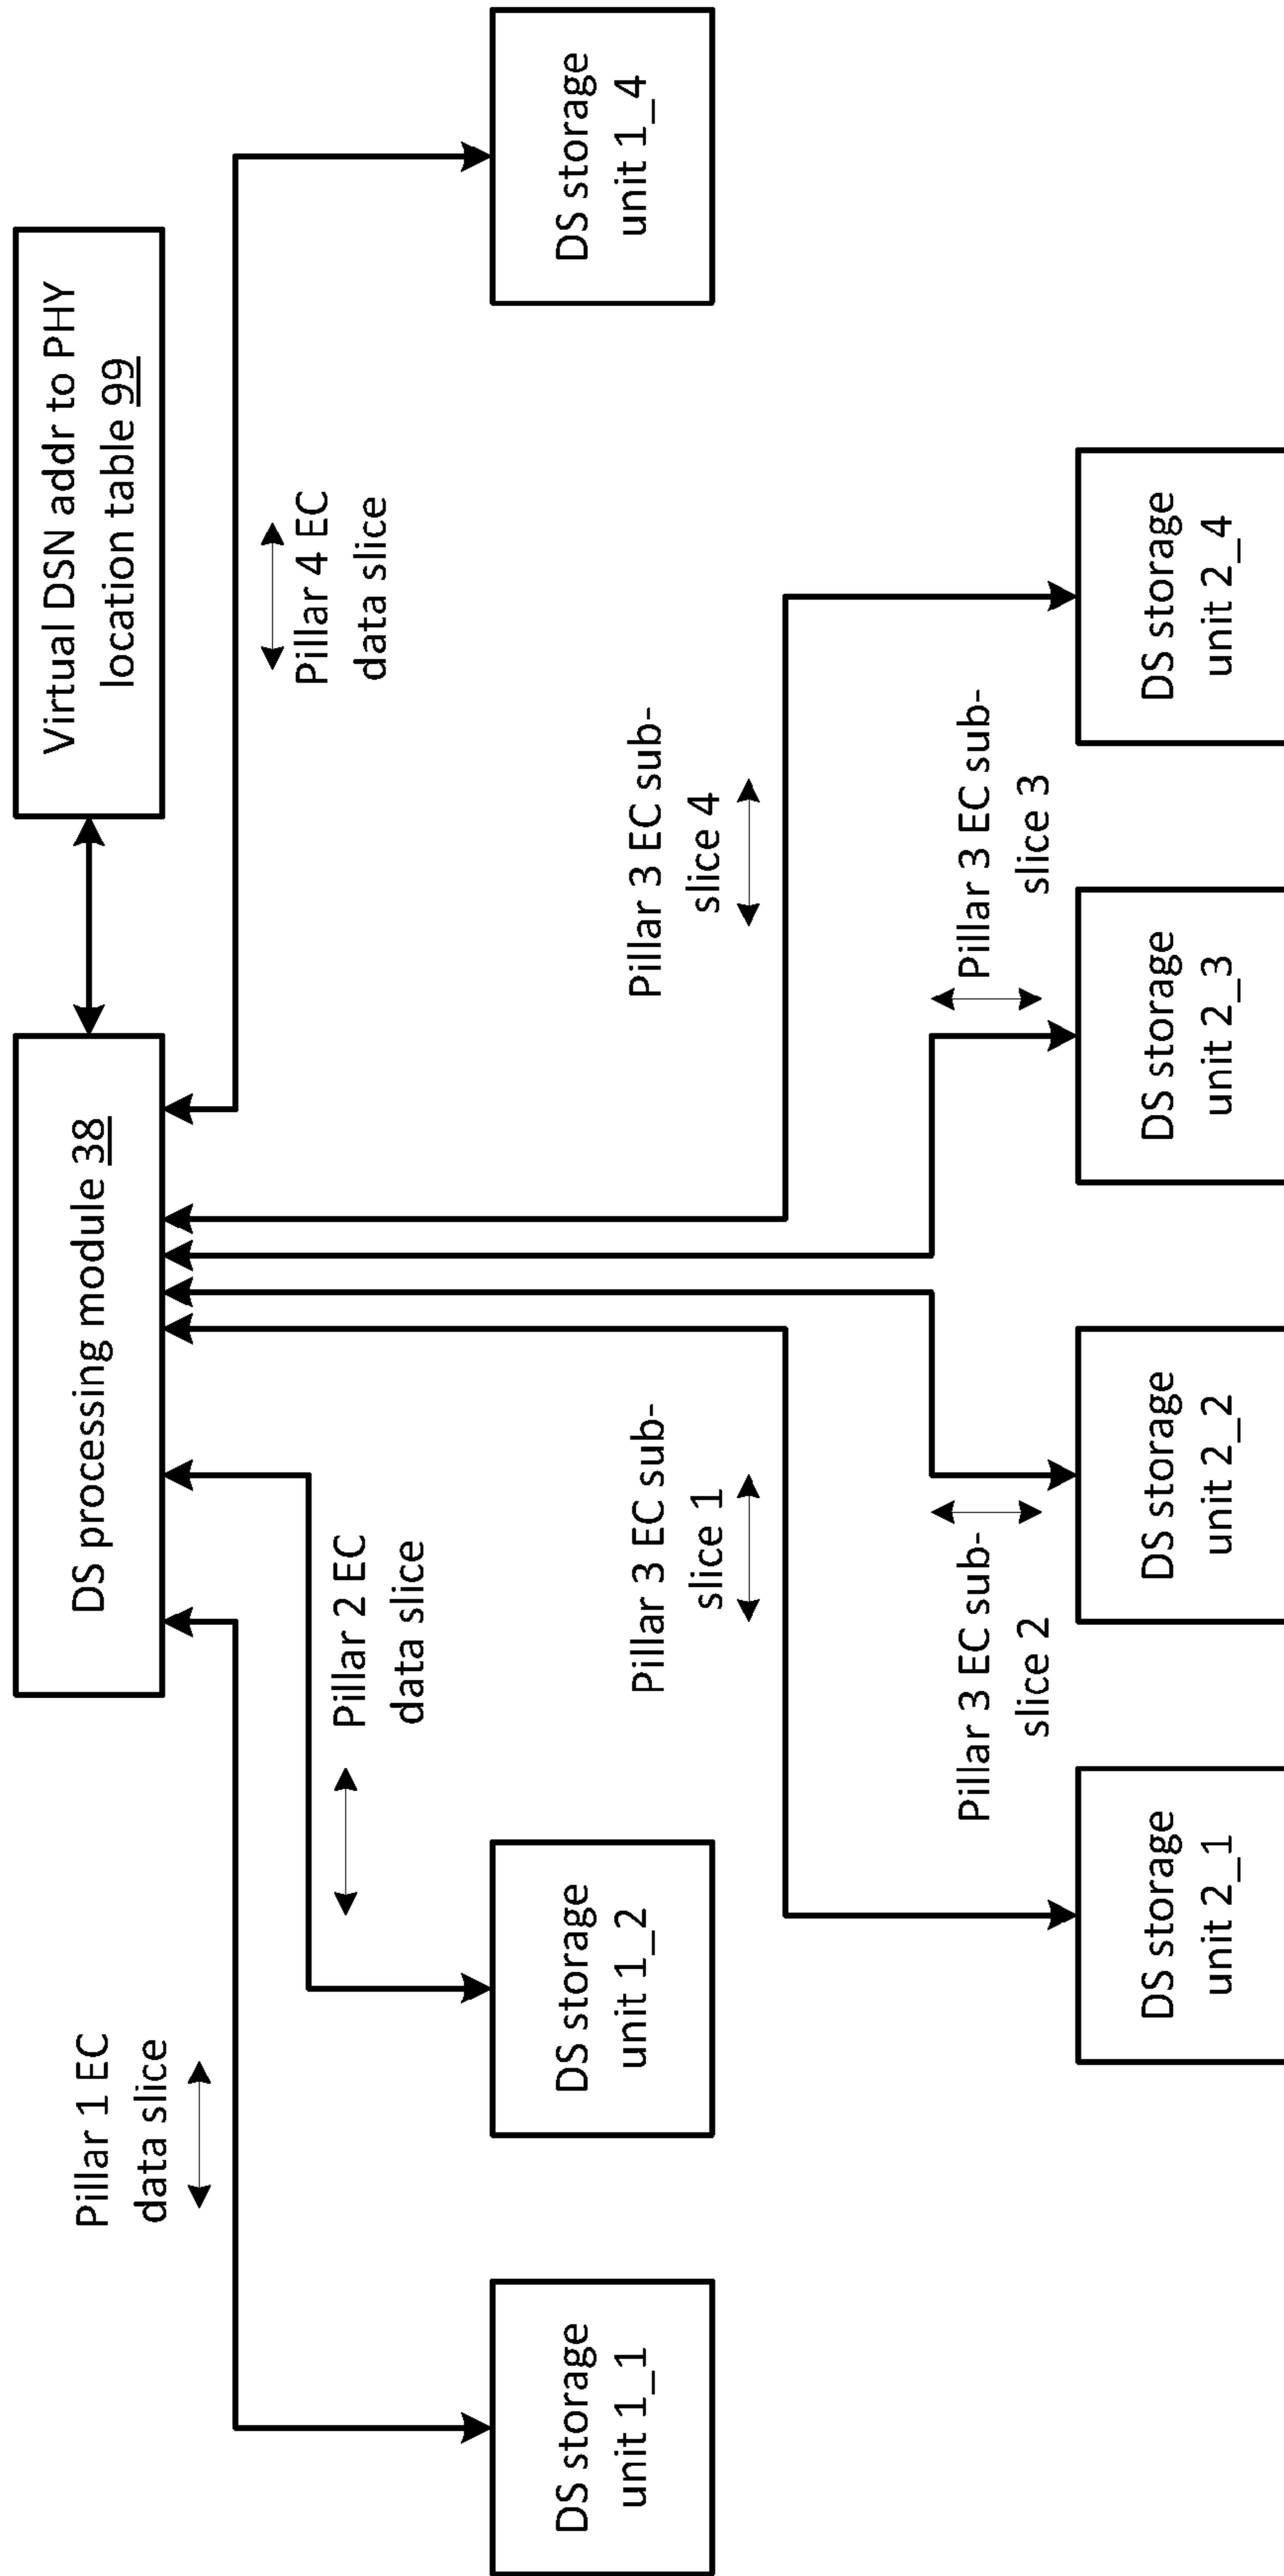 DS processing module 38
Virtual DSN addr to PHY
location table 99
Pillar 1 EC
data slice
Pillar 2 EC
data slice
Pillar 4 EC
data slice
DS storage
unit 1_1
DS storage
unit 1_2
DS storage
unit 1_4
Pillar 3 EC sub-
slice 1
Pillar 3 EC sub-
slice 4
Pillar 3 EC sub-
slice 2
Pillar 3 EC sub-
slice 3
DS storage
unit 2_1
DS storage
unit 2_2
DS storage
unit 2_3
DS storage
unit 2_4